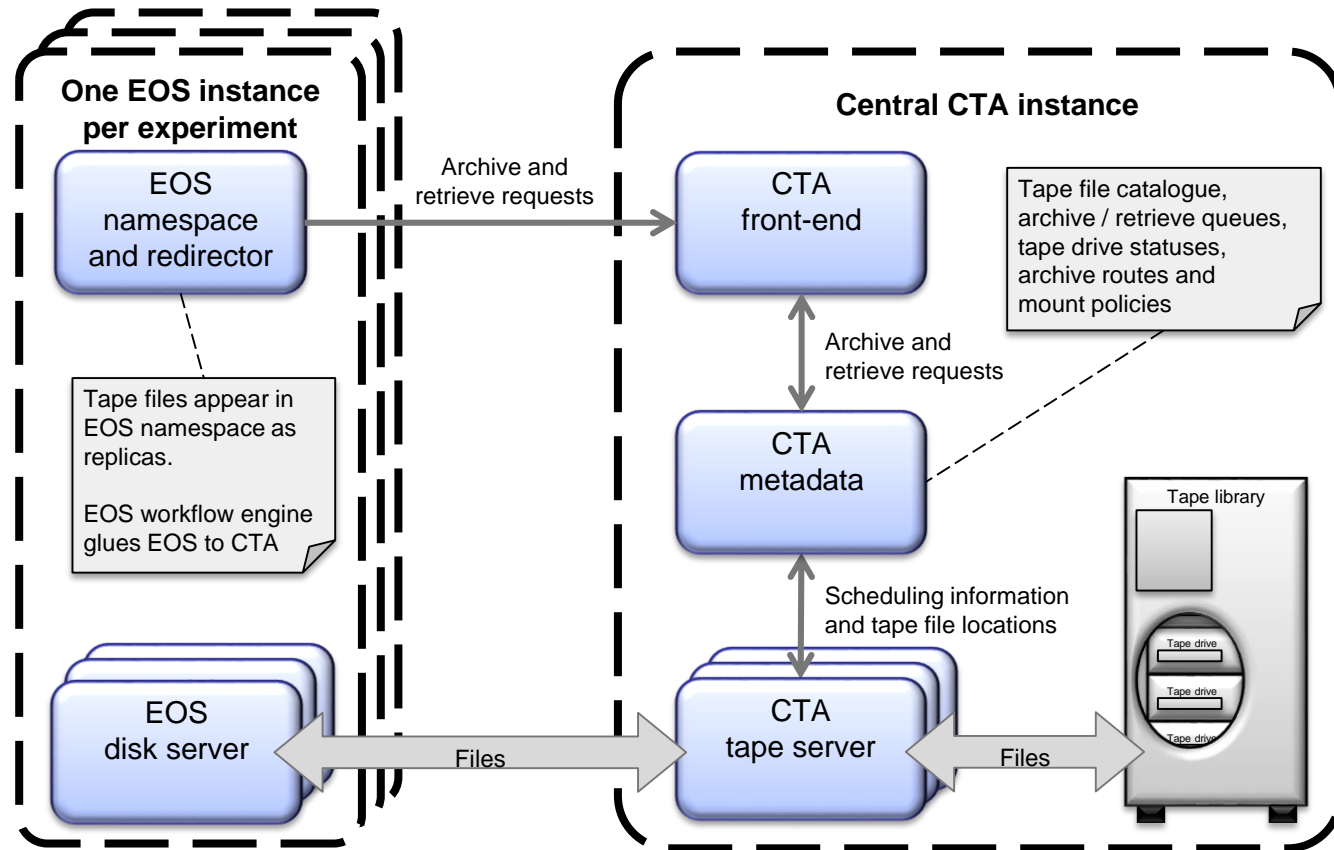 One EOS instance
per experiment
EOS
namespace
and redirector
Tape files appear in
EOS namespace as
replicas.
EOS workflow engine
glues EOS to CTA
EOS
disk server
Archive and
retrieve requests
Files
Central CTA instance
CTA
front-end
Archive and
retrieve requests
CTA
metadata
Scheduling information
and tape file locations
CTA
tape server
Files
Tape file catalogue,
archive / retrieve queues,
tape drive statuses,
archive routes and
mount policies
Tape library
Tape drive
Tape drive
Tape drive